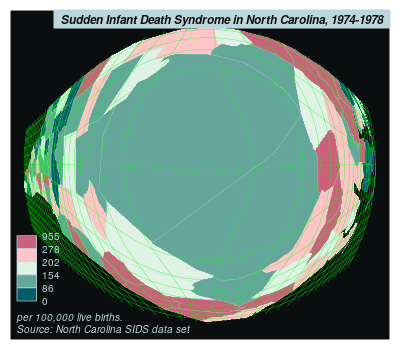 Sudden Infant Death Syndrome in North Carolina, 1974-1978
955
278
202
154
86
0
per 100,000 live births.
Source: North Carolina SIDS data set